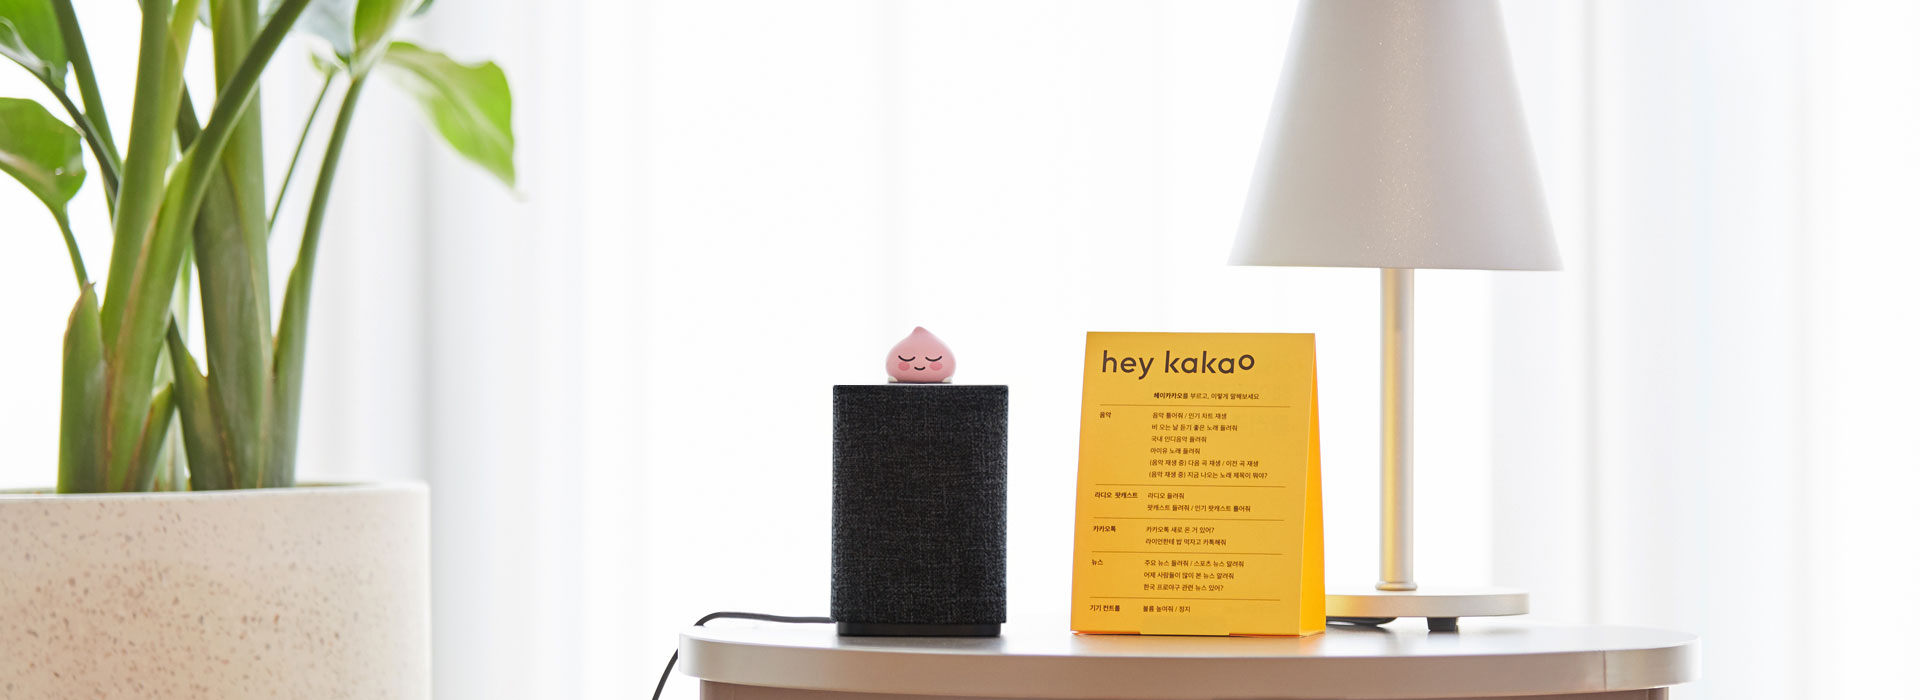 hey kakao
헤이카카오를 부르고, 이렇게 말해보세요
음악 음악 틀어줘 / 인기 차트 재생
비 오는 날 듣기 좋은 노래 들려줘
국내 인디음악 들려줘
아이유 노래 들려줘
(음악 재생 중) 다음 곡 재생 / 이전 곡 재생
(음악 재생 중) 지금 나오는 노래 제목이 뭐야?
라디오 팟캐스트 라디오 들려줘
팟캐스트 들려줘 / 인기 팟캐스트 틀어줘
카카오톡 카카오톡 새로 온 거 있어?
라이언한테 밥 먹자고 카톡해줘
뉴스 주요 뉴스 들려줘 / 스포츠 뉴스 알려줘
어제 사람들이 많이 본 뉴스 알려줘
한국 프로야구 관련 뉴스 있어?
기기 컨트롤 볼륨 높여줘 / 정지